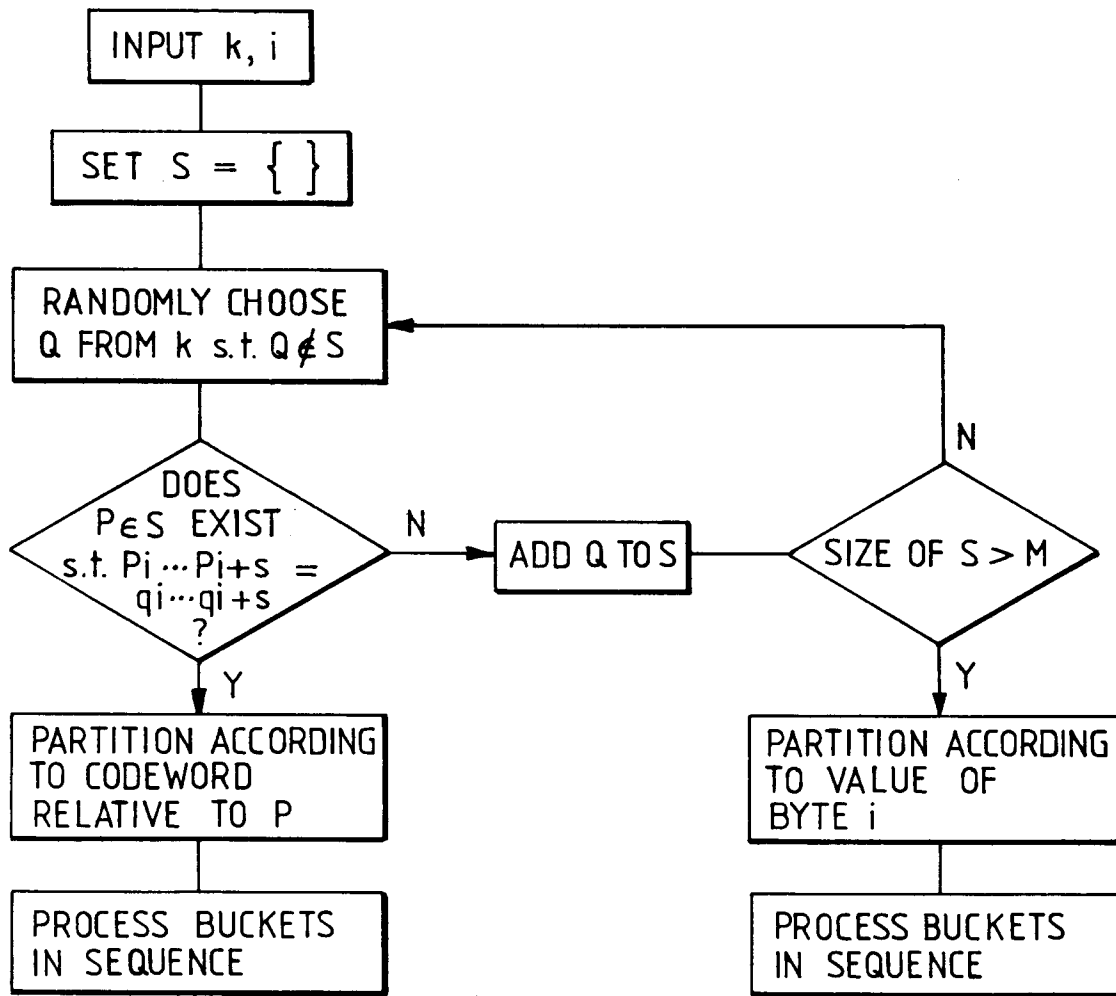 INPUT k, i
SET S = { }
RANDOMLY CHOOSE
Q FROM k s.t. Q∉S
DOES
P∈S EXIST
s.t. Pi···Pi+s =
qi···qi+s
?
N
ADD Q TO S
SIZE OF S > M
N
Y
PARTITION ACCORDING
TO CODEWORD
RELATIVE TO P
PROCESS BUCKETS
IN SEQUENCE
Y
PARTITION ACCORDING
TO VALUE OF
BYTE i
PROCESS BUCKETS
IN SEQUENCE